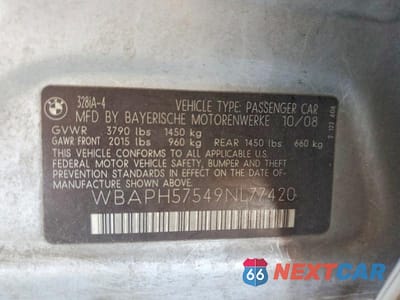 BMW
328iA-4
VEHICLE TYPE: PASSENGER CAR
MFD BY BAYERISCHE MOTORENWERKE 10/08
GVWR 3790 lbs 1450 kg
GAWR FRONT 2015 lbs 960 kg REAR 1450 lbs 660 kg
THIS VEHICLE CONFORMS TO ALL APPLICABLE
FEDERAL MOTOR VEHICLE SAFETY, BUMPER AND THEFT
PREVENTION STANDARDS IN EFFECT ON THE DATE OF
MANUFACTURE SHOWN ABOVE.
WBAPH57549NL77420
66 NEXTCAR